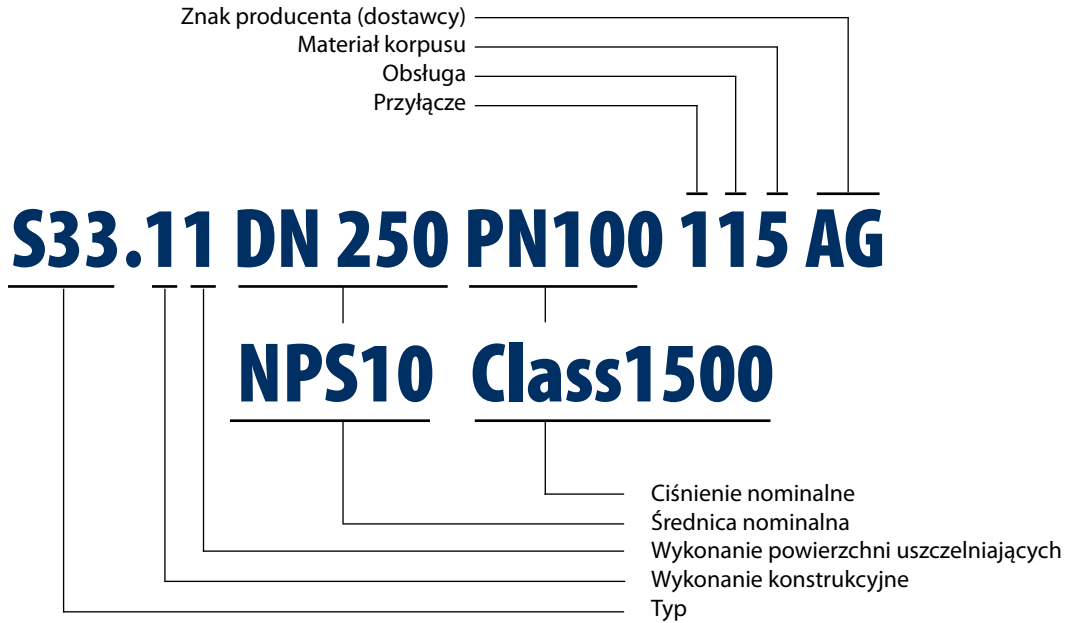 Znak producenta (dostawcy)
Materiał korpusu
Obsługa
Przyłącze
S33.11 DN 250 PN100 115 AG
NPS10 Class1500
Ciśnienie nominalne
Średnica nominalna
Wykonanie powierzchni uszczelniających
Wykonanie konstrukcyjne
Typ